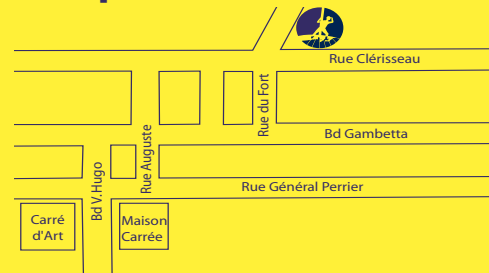 Rue Clérisseau
Rue du Fort
Bd Gambetta
Rue Auguste
Bd V.Hugo
Rue Général Perrier
Carré
d'Art
Maison
Carrée